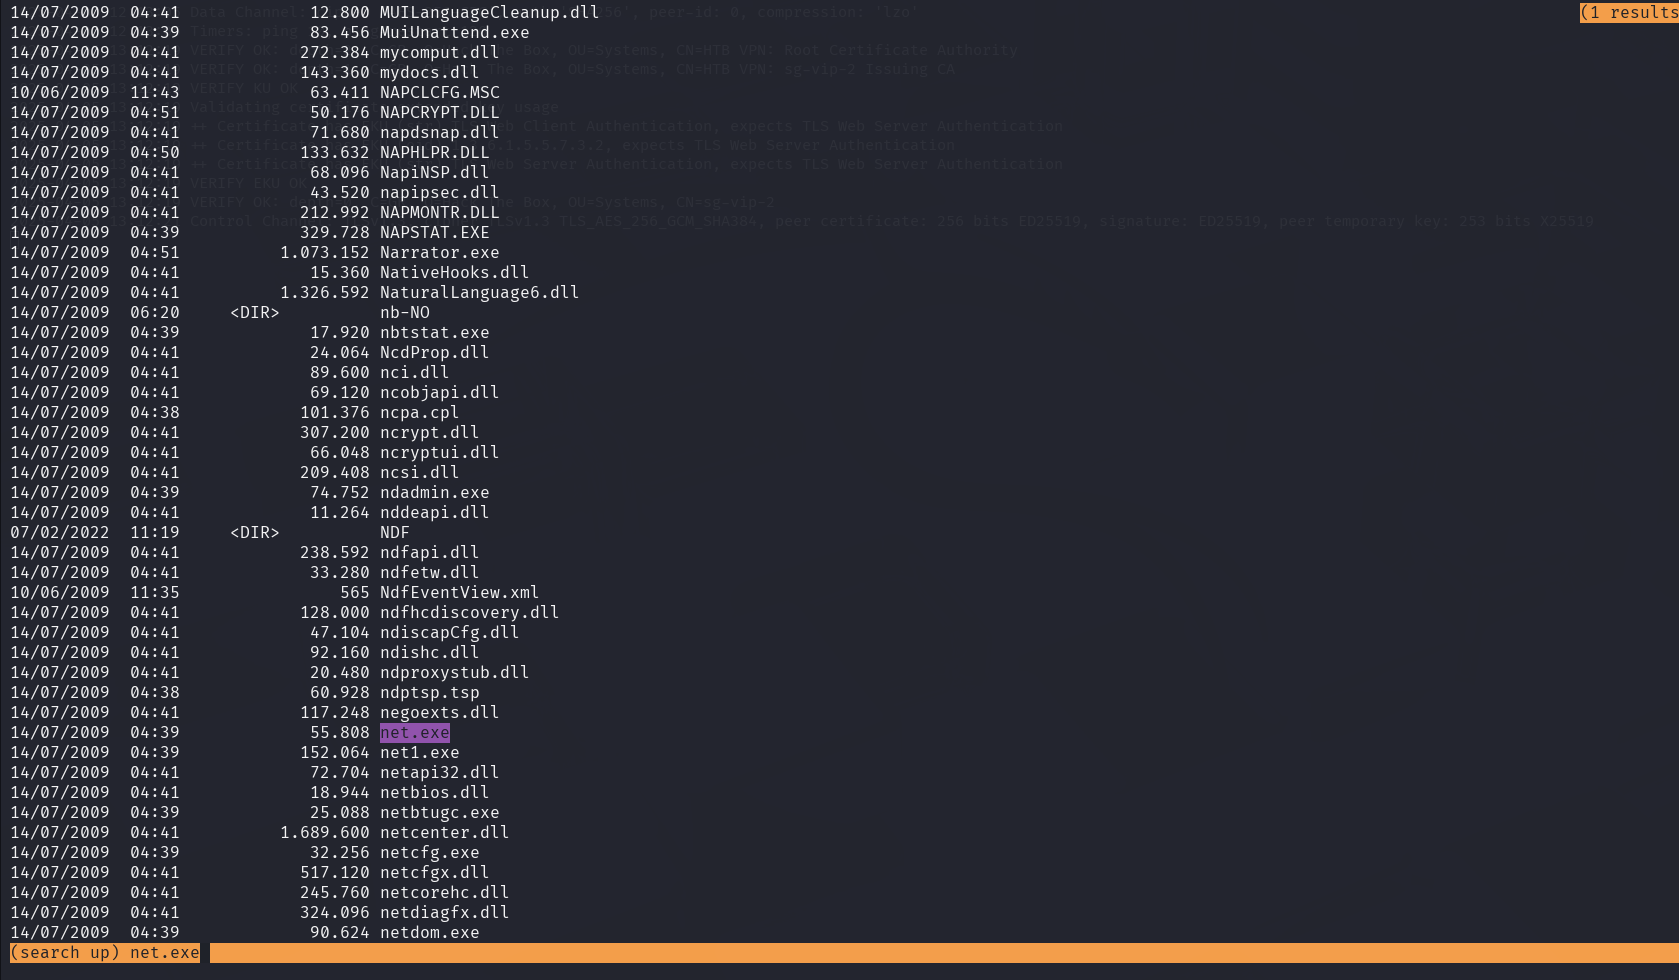 14/07/2009  04:41            12.800 MUILanguageCleanup.dll (1 results
14/07/2009  04:39            83.456 MuiUnattend.exe
14/07/2009  04:41           272.384 mycomput.dll
14/07/2009  04:41           143.360 mydocs.dll
10/06/2009  11:43            63.411 NAPCLCFG.MSC
14/07/2009  04:51            50.176 NAPCRYPT.DLL
14/07/2009  04:41            71.680 napdsnap.dll
14/07/2009  04:50           133.632 NAPHLPR.DLL
14/07/2009  04:41            68.096 NapiNSP.dll
14/07/2009  04:41            43.520 napipsec.dll
14/07/2009  04:41           212.992 NAPMONTR.DLL
14/07/2009  04:39           329.728 NAPSTAT.EXE
14/07/2009  04:51         1.073.152 Narrator.exe
14/07/2009  04:41            15.360 NativeHooks.dll
14/07/2009  04:41         1.326.592 NaturalLanguage6.dll
14/07/2009  06:20    <DIR>          nb-NO
14/07/2009  04:39            17.920 nbtstat.exe
14/07/2009  04:41            24.064 NcdProp.dll
14/07/2009  04:41            89.600 nci.dll
14/07/2009  04:41            69.120 ncobjapi.dll
14/07/2009  04:38           101.376 ncpa.cpl
14/07/2009  04:41           307.200 ncrypt.dll
14/07/2009  04:41            66.048 ncryptui.dll
14/07/2009  04:41           209.408 ncsi.dll
14/07/2009  04:39            74.752 ndadmin.exe
14/07/2009  04:41            11.264 nddeapi.dll
07/02/2022  11:19    <DIR>          NDF
14/07/2009  04:41           238.592 ndfapi.dll
14/07/2009  04:41            33.280 ndfetw.dll
10/06/2009  11:35               565 NdfEventView.xml
14/07/2009  04:41           128.000 ndfhcdiscovery.dll
14/07/2009  04:41            47.104 ndiscapCfg.dll
14/07/2009  04:41            92.160 ndishc.dll
14/07/2009  04:41            20.480 ndproxystub.dll
14/07/2009  04:38            60.928 ndptsp.tsp
14/07/2009  04:41           117.248 negoexts.dll
14/07/2009  04:39            55.808 net.exe
14/07/2009  04:39           152.064 net1.exe
14/07/2009  04:41            72.704 netapi32.dll
14/07/2009  04:41            18.944 netbios.dll
14/07/2009  04:39            25.088 netbtugc.exe
14/07/2009  04:41         1.689.600 netcenter.dll
14/07/2009  04:39            32.256 netcfg.exe
14/07/2009  04:41           517.120 netcfgx.dll
14/07/2009  04:41           245.760 netcorehc.dll
14/07/2009  04:41           324.096 netdiagfx.dll
14/07/2009  04:39            90.624 netdom.exe
(search up) net.exe